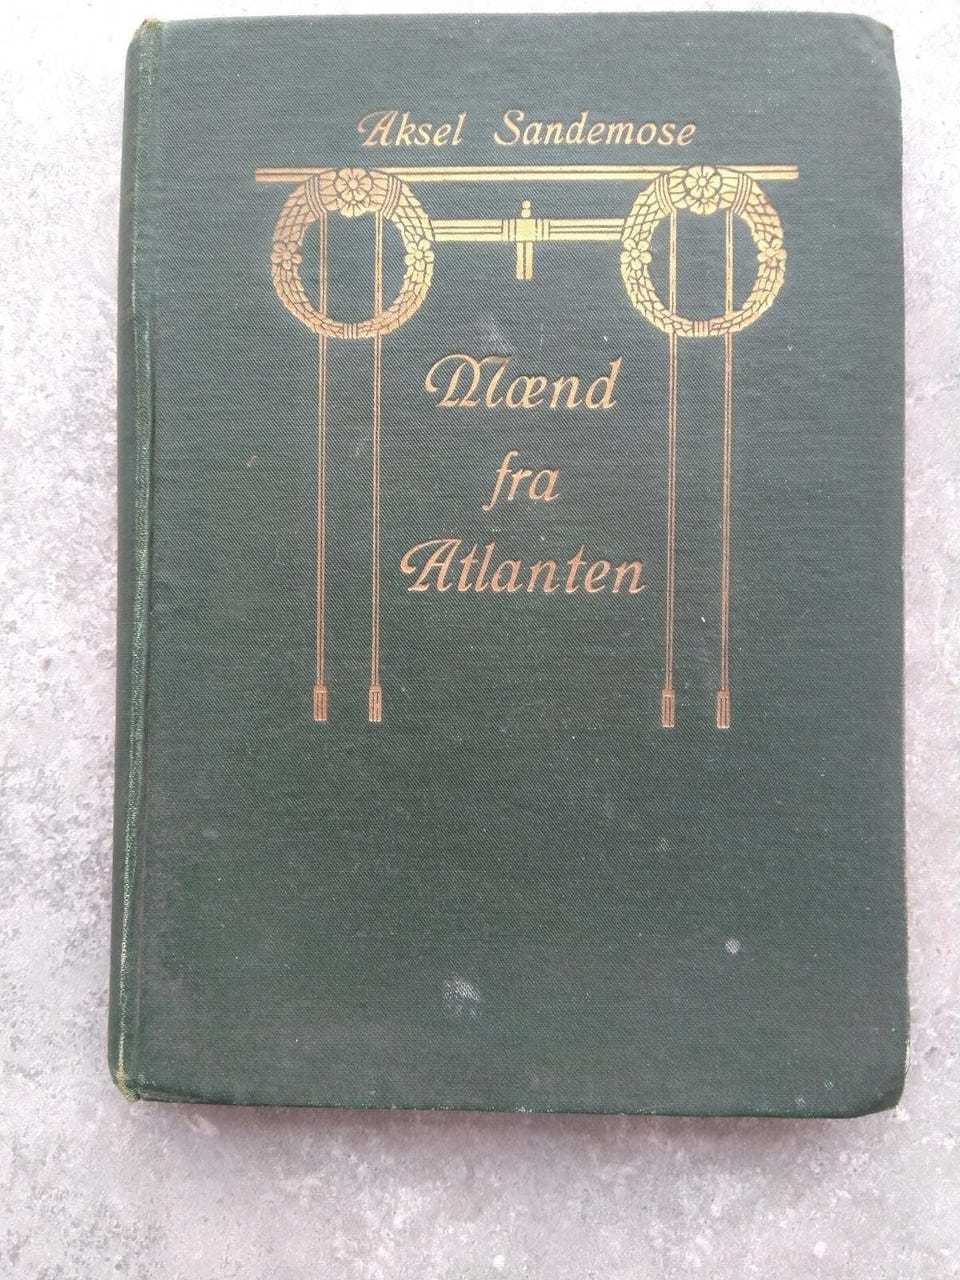 Aksel Sandemose
Mænd
fra
Atlanten